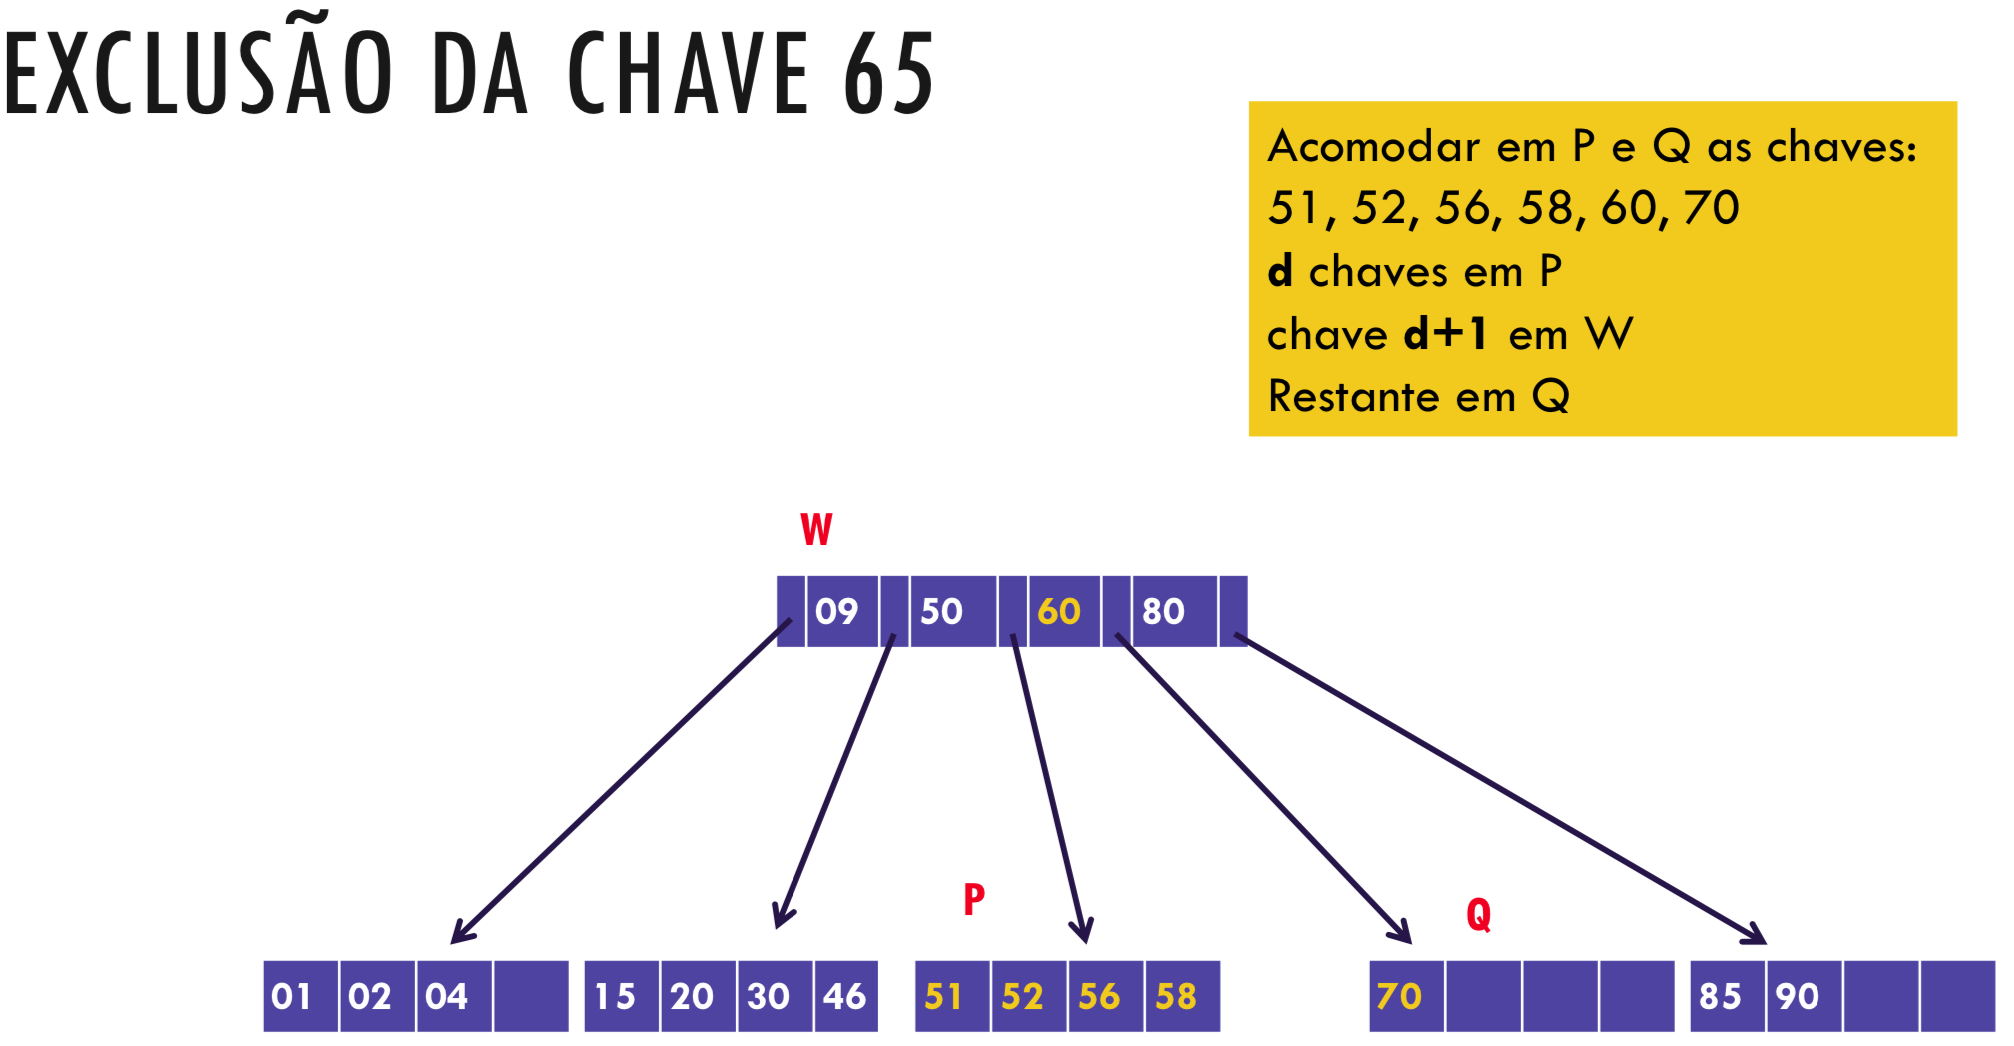 EXCLUSÃO DA CHAVE 65
Acomodar em P e Q as chaves:
51, 52, 56, 58, 60, 70
d chaves em P
chave d+1 em W
Restante em Q
W
09 50 60 80
P
Q
01 02 04
15 20 30 46
51 52 56 58
70
85 90